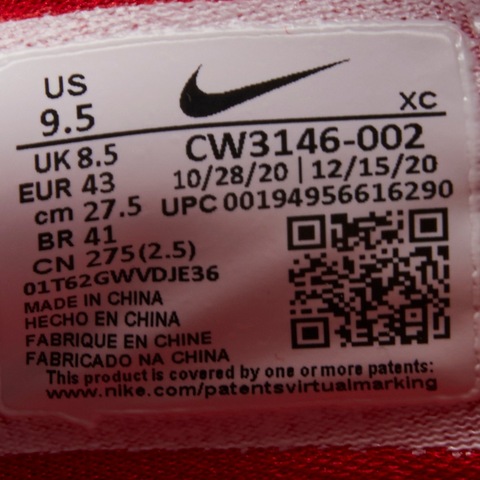 US
9.5
XC
UK 8.5
CW3146-002
EUR 43
10/28/20 | 12/15/20
cm 27.5
UPC 00194956616290
BR 41
CN 275(2.5)
01T62GWVDJE36
MADE IN CHINA
HECHO EN CHINA
FABRIQUE EN CHINE
FABRICADO NA CHINA
This product is covered by one or more patents:
www.nike.com/patentsvirtualmarking